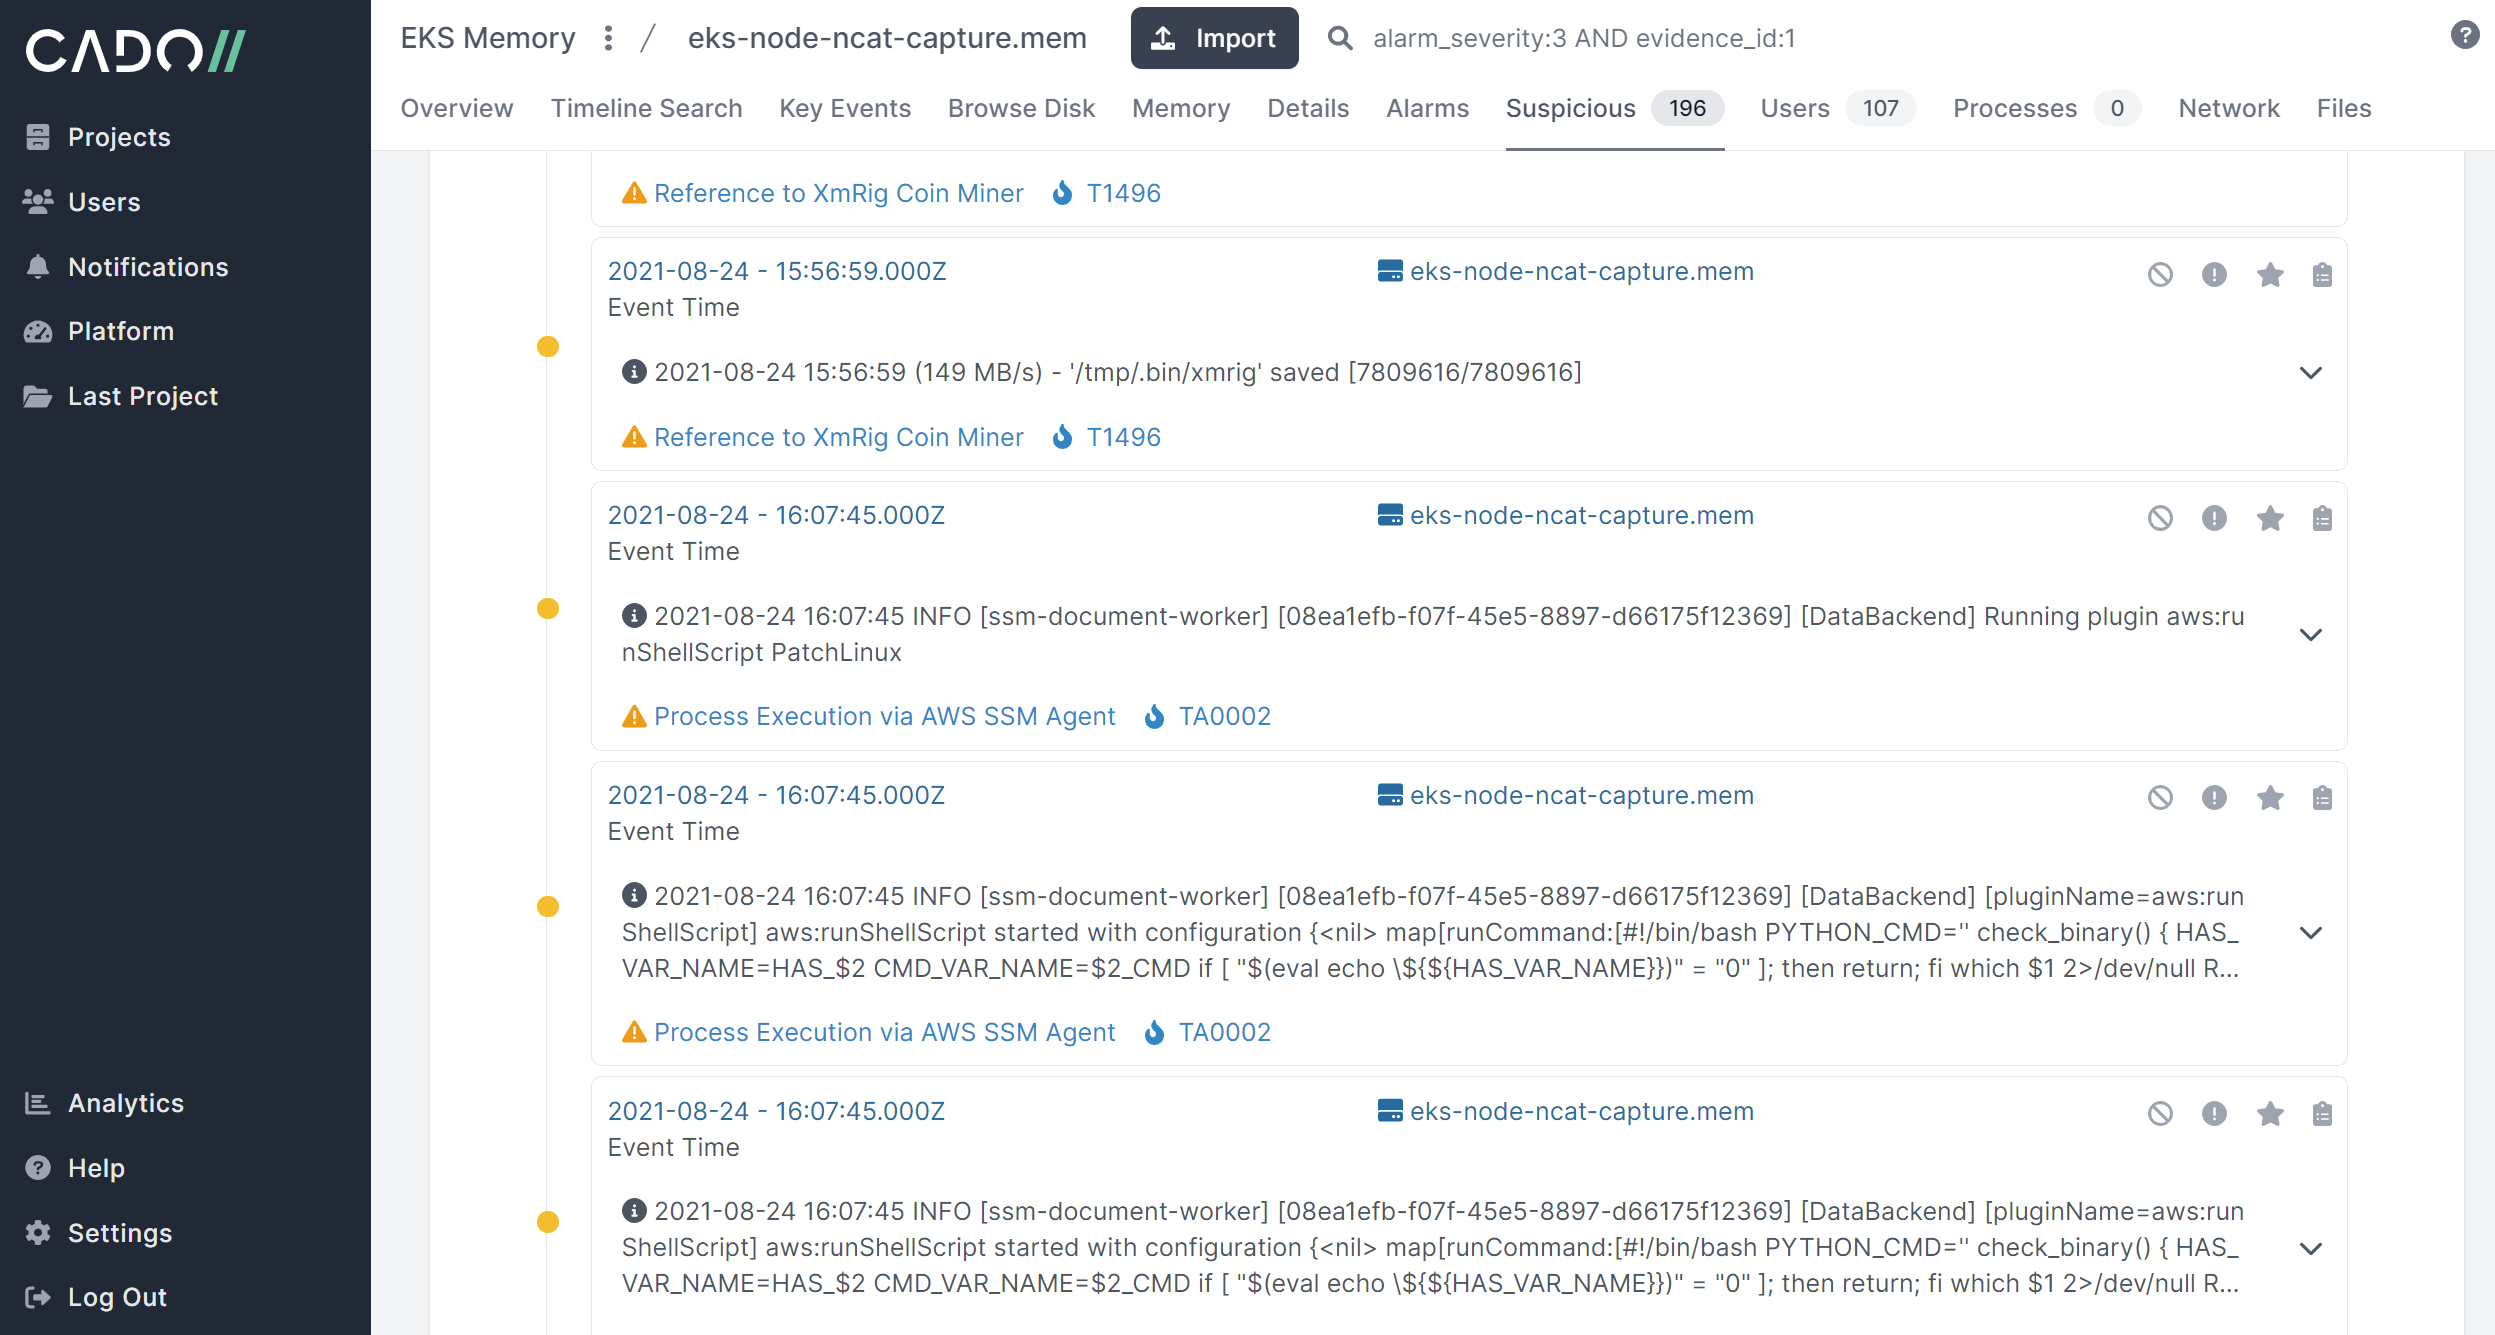 CADO//
Projects
Users
Notifications
Platform
Last Project
Analytics
Help
Settings
Log Out
EKS Memory / eks-node-ncat-capture.mem Import alarm_severity:3 AND evidence_id:1
Overview Timeline Search Key Events Browse Disk Memory Details Alarms Suspicious 196 Users 107 Processes 0 Network Files
Reference to XmRig Coin Miner T1496
2021-08-24 - 15:56:59.000Z eks-node-ncat-capture.mem
Event Time
2021-08-24 15:56:59 (149 MB/s) - '/tmp/.bin/xmrig' saved [7809616/7809616]
Reference to XmRig Coin Miner T1496
2021-08-24 - 16:07:45.000Z eks-node-ncat-capture.mem
Event Time
2021-08-24 16:07:45 INFO [ssm-document-worker] [08ea1efb-f07f-45e5-8897-d66175f12369] [DataBackend] Running plugin aws:ru
nShellScript PatchLinux
Process Execution via AWS SSM Agent TA0002
2021-08-24 - 16:07:45.000Z eks-node-ncat-capture.mem
Event Time
2021-08-24 16:07:45 INFO [ssm-document-worker] [08ea1efb-f07f-45e5-8897-d66175f12369] [DataBackend] [pluginName=aws:run
ShellScript] aws:runShellScript started with configuration {<nil> map[runCommand:[#!/bin/bash PYTHON_CMD='' check_binary() { HAS_
VAR_NAME=HAS_$2 CMD_VAR_NAME=$2_CMD if [ "$(eval echo \${${HAS_VAR_NAME}})" = "0" ]; then return; fi which $1 2>/dev/null R...
Process Execution via AWS SSM Agent TA0002
2021-08-24 - 16:07:45.000Z eks-node-ncat-capture.mem
Event Time
2021-08-24 16:07:45 INFO [ssm-document-worker] [08ea1efb-f07f-45e5-8897-d66175f12369] [DataBackend] [pluginName=aws:run
ShellScript] aws:runShellScript started with configuration {<nil> map[runCommand:[#!/bin/bash PYTHON_CMD='' check_binary() { HAS_
VAR_NAME=HAS_$2 CMD_VAR_NAME=$2_CMD if [ "$(eval echo \${${HAS_VAR_NAME}})" = "0" ]; then return; fi which $1 2>/dev/null R...